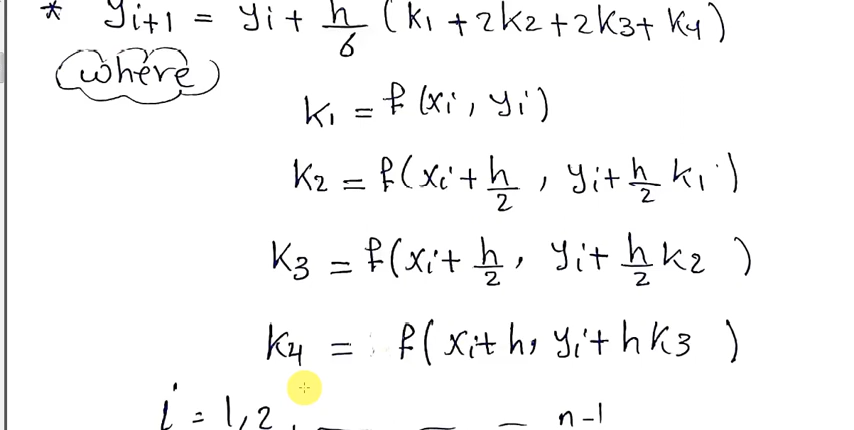 * yi+1 = yi + h/6 (k1 + 2k2 + 2k3 + k4)
where
k1 = f(xi, yi)
k2 = f(xi + h/2, yi + h/2 k1)
k3 = f(xi + h/2, yi + h/2 k2)
k4 = f(xi + h, yi + h k3)
i = 1, 2, – – – n-1